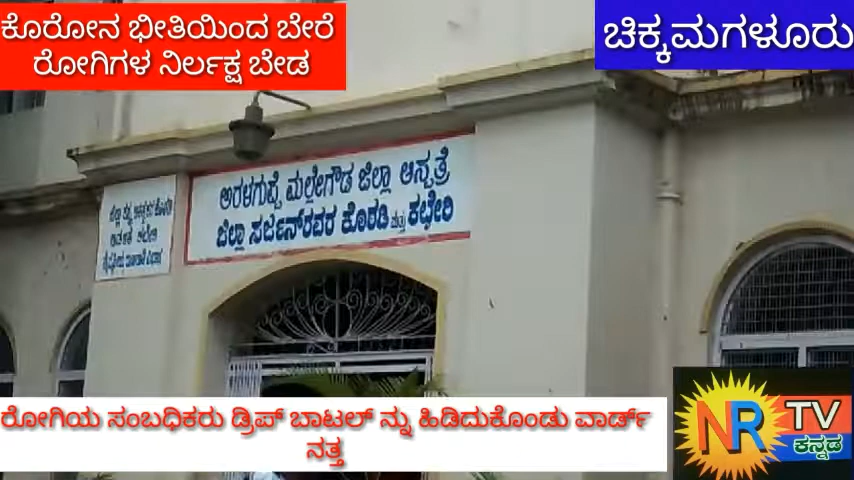 ಕೊರೋನ ಭೀತಿಯಿಂದ ಬೇರೆ
ರೋಗಿಗಳ ನಿರ್ಲಕ್ಷ ಬೇಡ
ಚಿಕ್ಕಮಗಳೂರು
ಅರಳಗುಪ್ಪೆ ಮಲ್ಲೇಗೌಡ ಜಿಲ್ಲಾ ಆಸ್ಪತ್ರೆ
ಜಿಲ್ಲಾ ಸರ್ಜನ್‌ರವರ ಕೊಠಡಿ ಮತ್ತು ಕಛೇರಿ
ರೋಗಿಯ ಸಂಬಧಿಕರು ಡ್ರಿಪ್ ಬಾಟಲ್ ನ್ನು ಹಿಡಿದುಕೊಂಡು ವಾರ್ಡ್
ನತ್ತ
NR TV
ಕನ್ನಡ